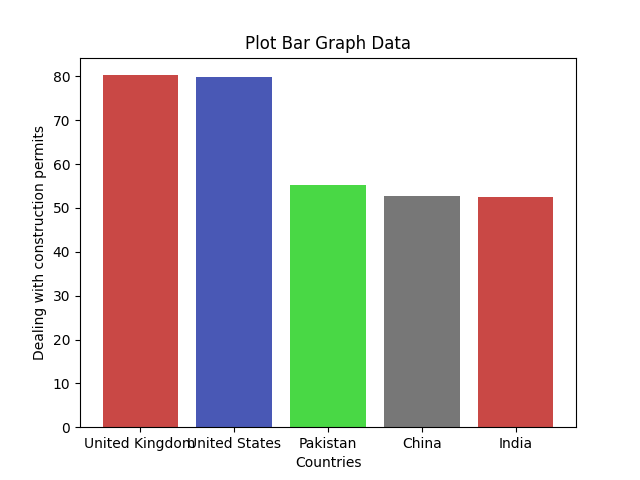 Plot Bar Graph Data
Dealing with construction permits
80
70
60
50
40
30
20
10
0
United Kingdom United States Pakistan China India
Countries